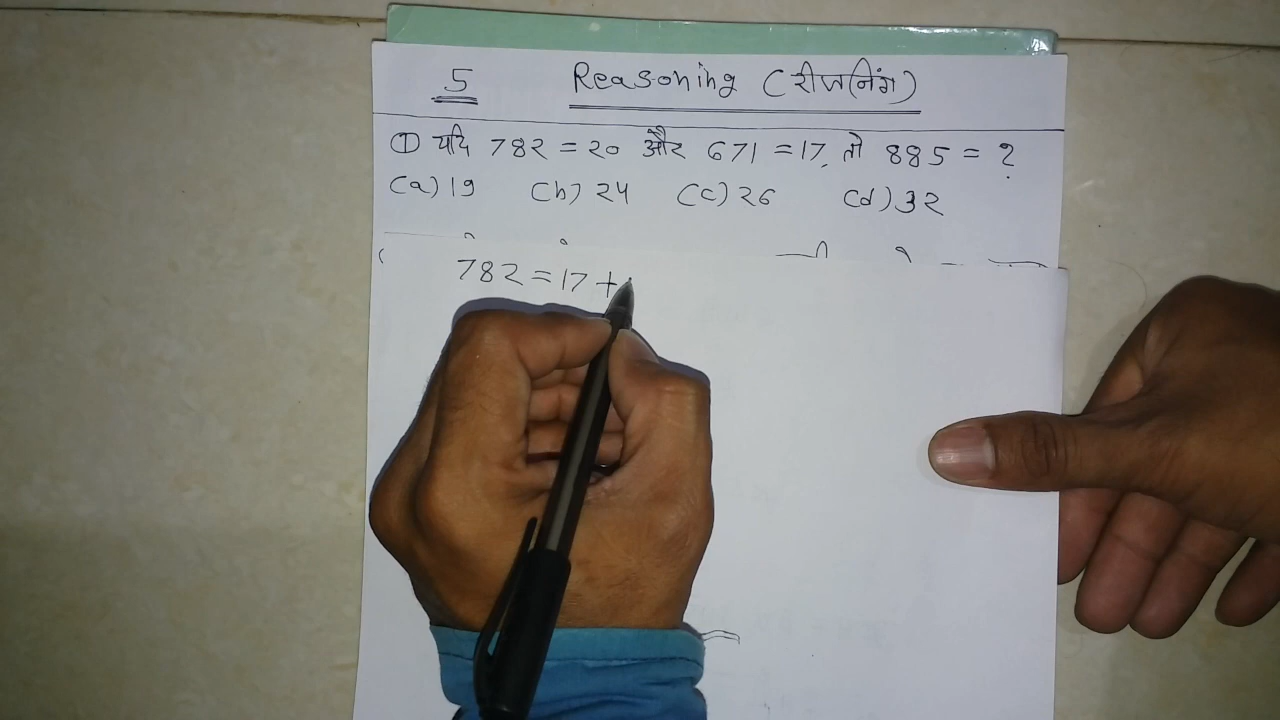 5 Reasoning (रीजनिंग)
① यदि 782 = 20 और 671 = 17, तो 885 = ?
(a) 19 (b) 24 (c) 26 (d) 32
782 = 17 +